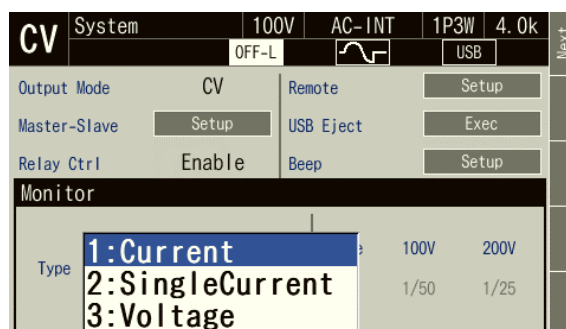 CV System 100V AC-INT 1P3W 4.0k
OFF-L USB
Next
Output Mode CV Remote Setup
Master-Slave Setup USB Eject Exec
Relay Ctrl Enable Beep Setup
Monitor
100V 200V
Type 1:Current
2:SingleCurrent 1/50 1/25
3:Voltage